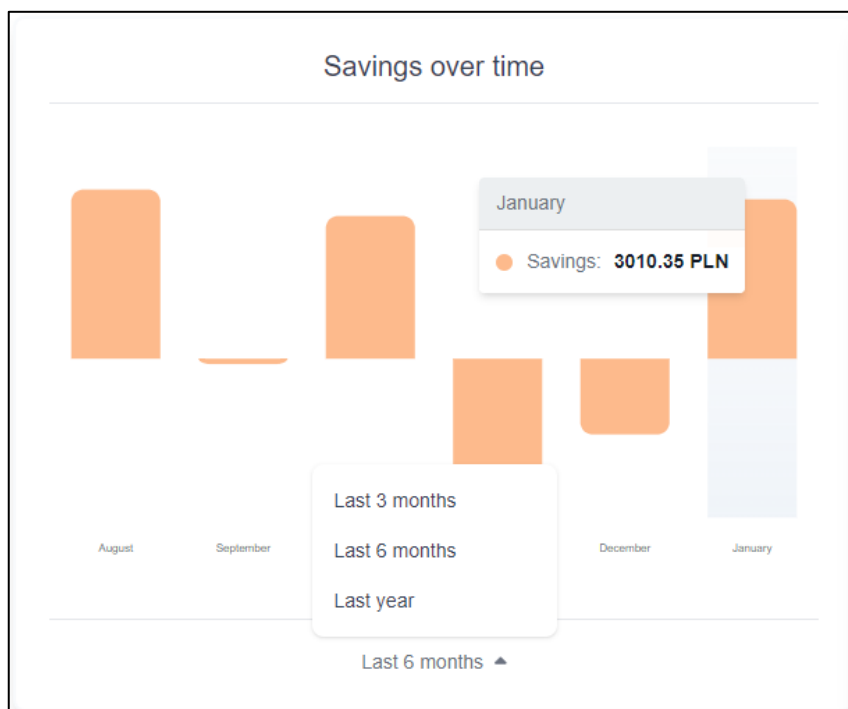 Savings over time
January
Savings: 3010.35 PLN
Last 3 months
August
September
Last 6 months
December
January
Last year
Last 6 months